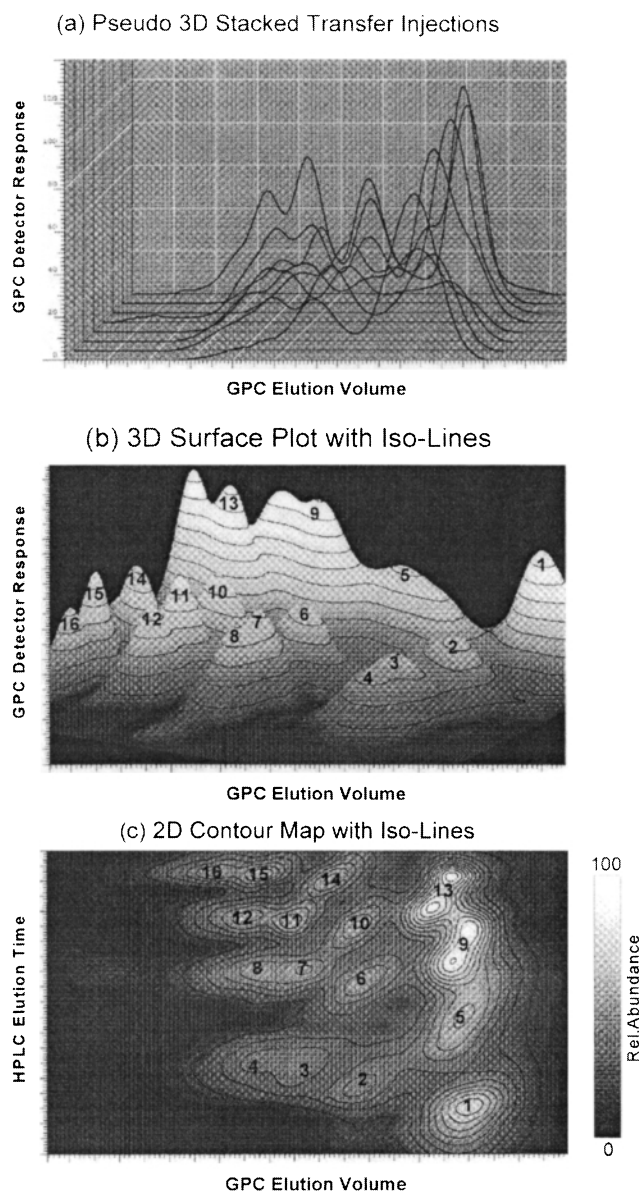 (a) Pseudo 3D Stacked Transfer Injections
GPC Detector Response
GPC Elution Volume
(b) 3D Surface Plot with Iso-Lines
GPC Detector Response
13
9
1
5
14
15
11
10
16
12
6
7
8
2
3
4
GPC Elution Volume
(c) 2D Contour Map with Iso-Lines
HPLC Elution Time
16 15 14 13
12 11 10 9
8 7 6 5
4 3 2 1
100
Rel.Abundance
0
GPC Elution Volume